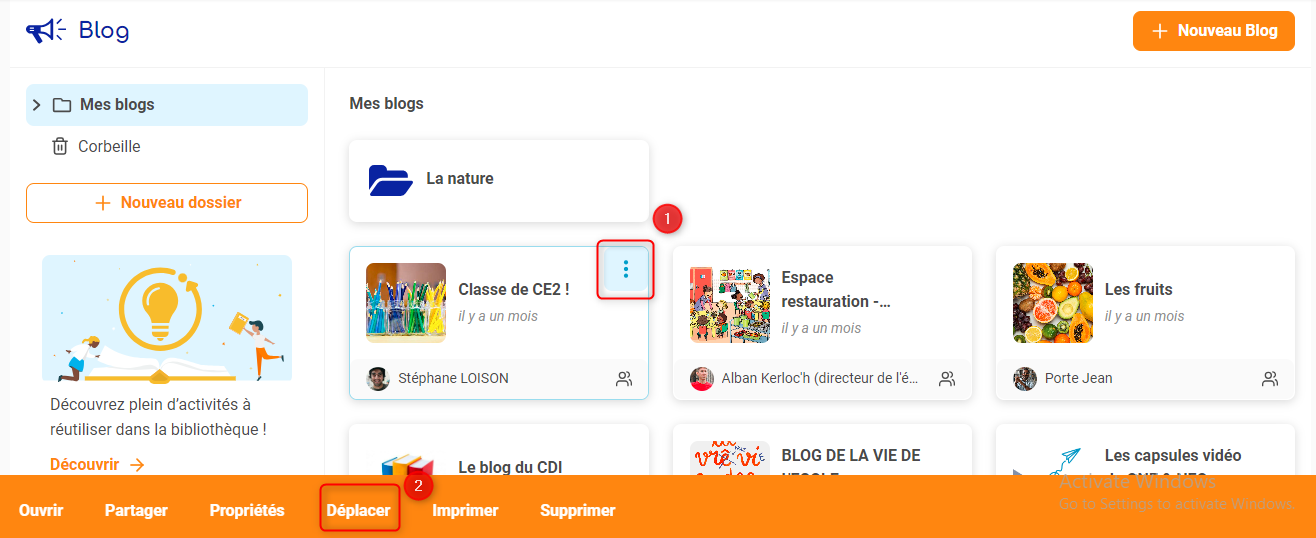 Blog
Nouveau Blog
Mes blogs
Corbeille
Nouveau dossier
Découvrez plein d'activités à
réutiliser dans la bibliothèque !
Découvrir
Mes blogs
La nature
1
Classe de CE2 !
il y a un mois
Stéphane LOISON
Espace
restauration -...
il y a un mois
Alban Kerloc'h (directeur de l'é...
Les fruits
il y a un mois
Porte Jean
Le blog du CDI
BLOG DE LA VIE DE
Les capsules vidéo
Activate Windows
Go to Settings to activate Windows.
2
Ouvrir
Partager
Propriétés
Déplacer
Imprimer
Supprimer